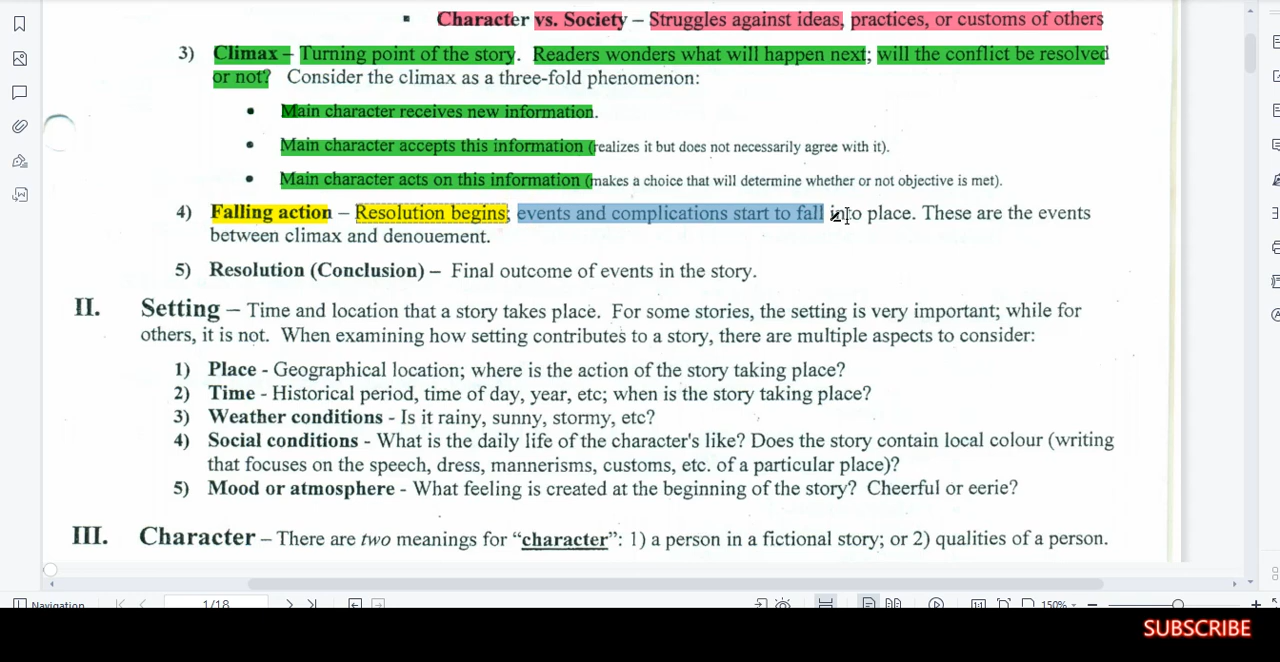 ▪ Character vs. Society – Struggles against ideas, practices, or customs of others
3) Climax – Turning point of the story. Readers wonders what will happen next; will the conflict be resolved
or not? Consider the climax as a three-fold phenomenon:
• Main character receives new information.
• Main character accepts this information (realizes it but does not necessarily agree with it).
• Main character acts on this information (makes a choice that will determine whether or not objective is met).
4) Falling action – Resolution begins; events and complications start to fall into place. These are the events
between climax and denouement.
5) Resolution (Conclusion) – Final outcome of events in the story.
II. Setting – Time and location that a story takes place. For some stories, the setting is very important; while for
others, it is not. When examining how setting contributes to a story, there are multiple aspects to consider:
1) Place - Geographical location; where is the action of the story taking place?
2) Time - Historical period, time of day, year, etc; when is the story taking place?
3) Weather conditions - Is it rainy, sunny, stormy, etc?
4) Social conditions - What is the daily life of the character's like? Does the story contain local colour (writing
that focuses on the speech, dress, mannerisms, customs, etc. of a particular place)?
5) Mood or atmosphere - What feeling is created at the beginning of the story? Cheerful or eerie?
III. Character – There are two meanings for “character”: 1) a person in a fictional story; or 2) qualities of a person.
Navigation 1/18 1:1 150%
SUBSCRIBE